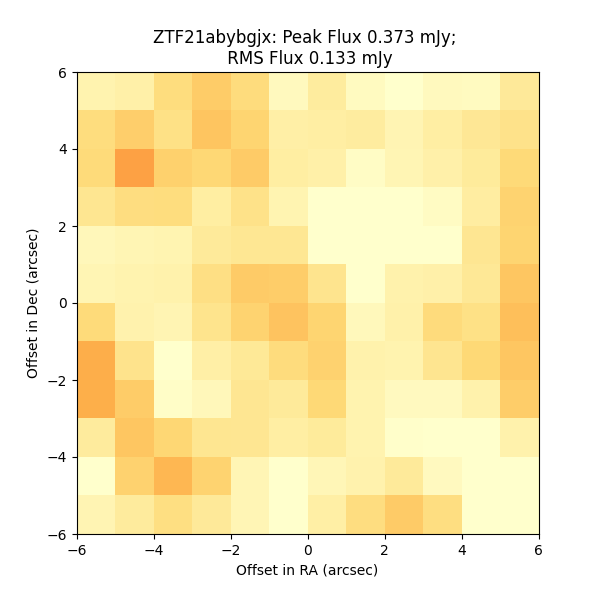 ZTF21abybgjx: Peak Flux 0.373 mJy;
RMS Flux 0.133 mJy
6
4
2
0
−2
−4
−6
Offset in Dec (arcsec)
−6 −4 −2 0 2 4 6
Offset in RA (arcsec)